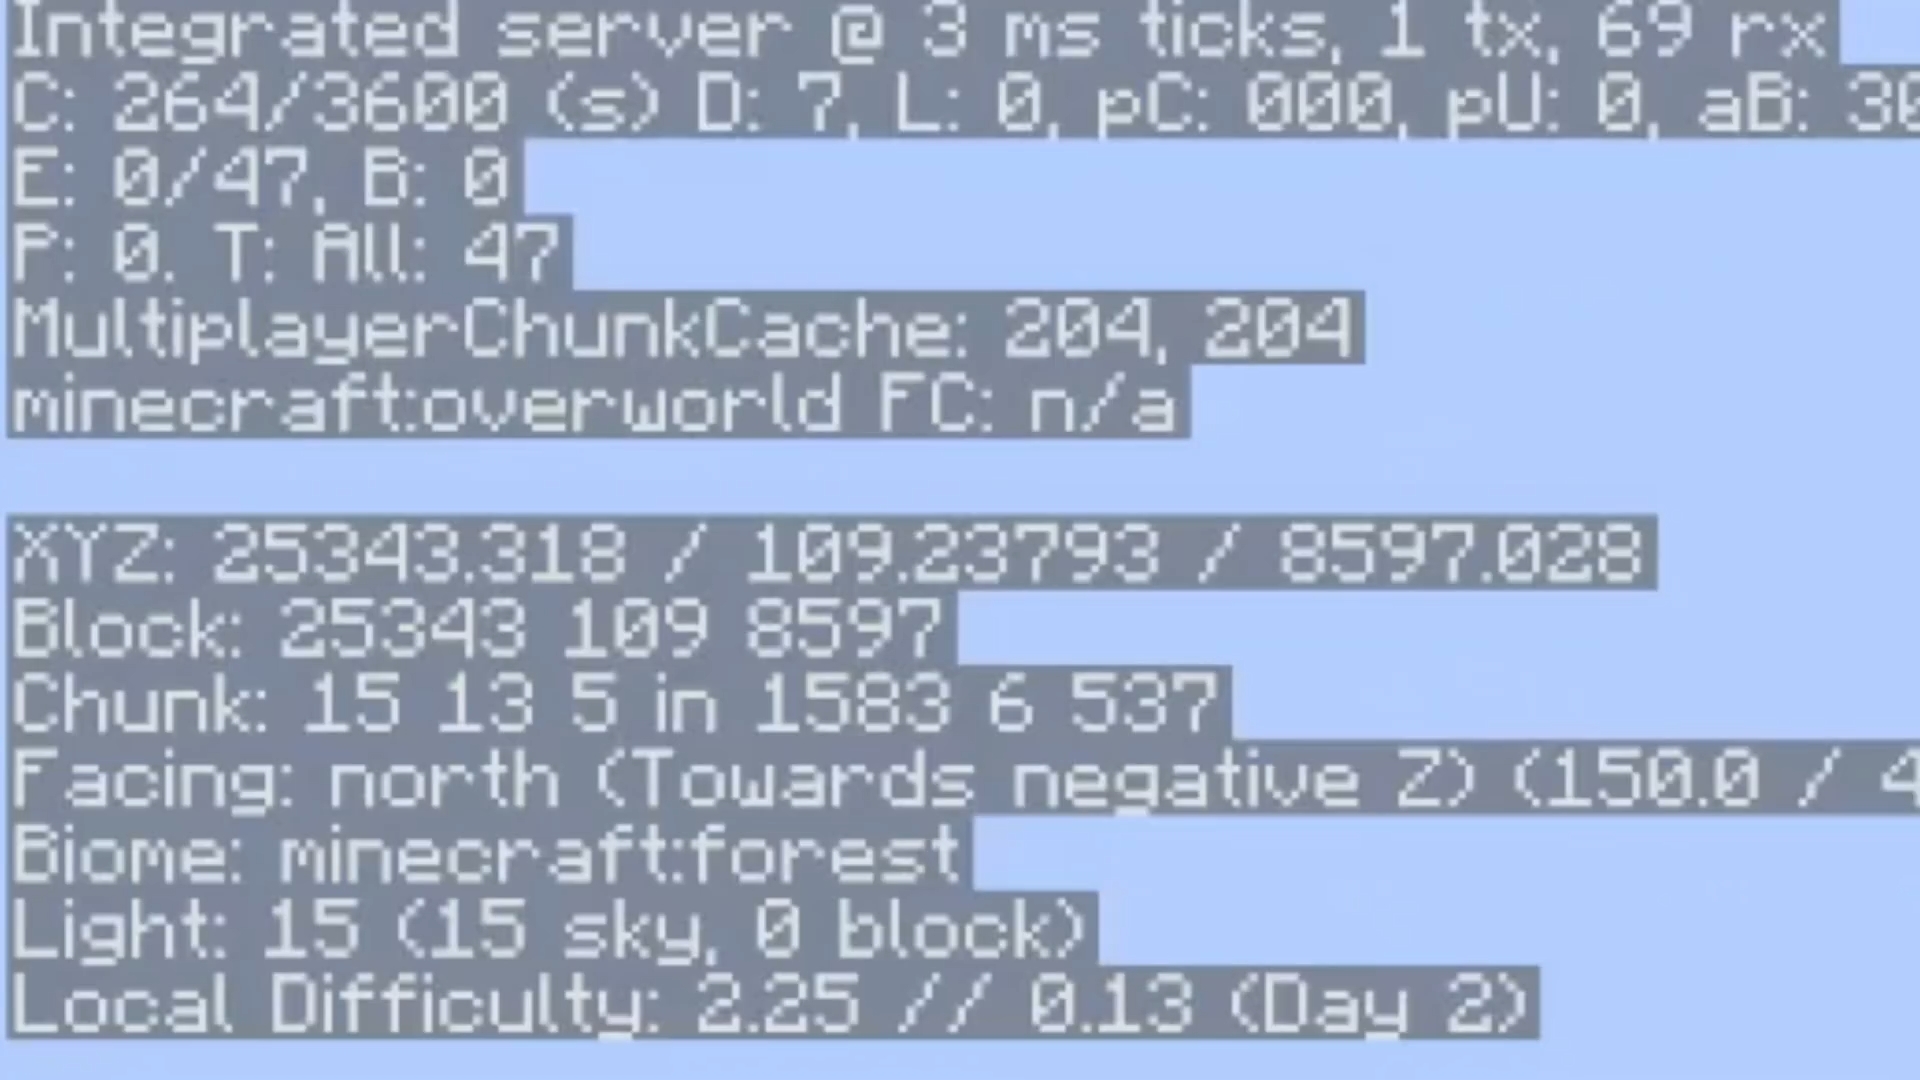 Integrated server @ 3 ms ticks, 1 tx, 69 rx
C: 264/3600 (s) D: 7, L: 0, pC: 000, pU: 0, aB: 30
E: 0/47, B: 0
P: 0. T: All: 47
MultiplayerChunkCache: 204, 204
minecraft:overworld FC: n/a
XYZ: 25343.318 / 109.23793 / 8597.028
Block: 25343 109 8597
Chunk: 15 13 5 in 1583 6 537
Facing: north (Towards negative Z) (150.0 / 4
Biome: minecraft:forest
Light: 15 (15 sky, 0 block)
Local Difficulty: 2.25 // 0.13 (Day 2)